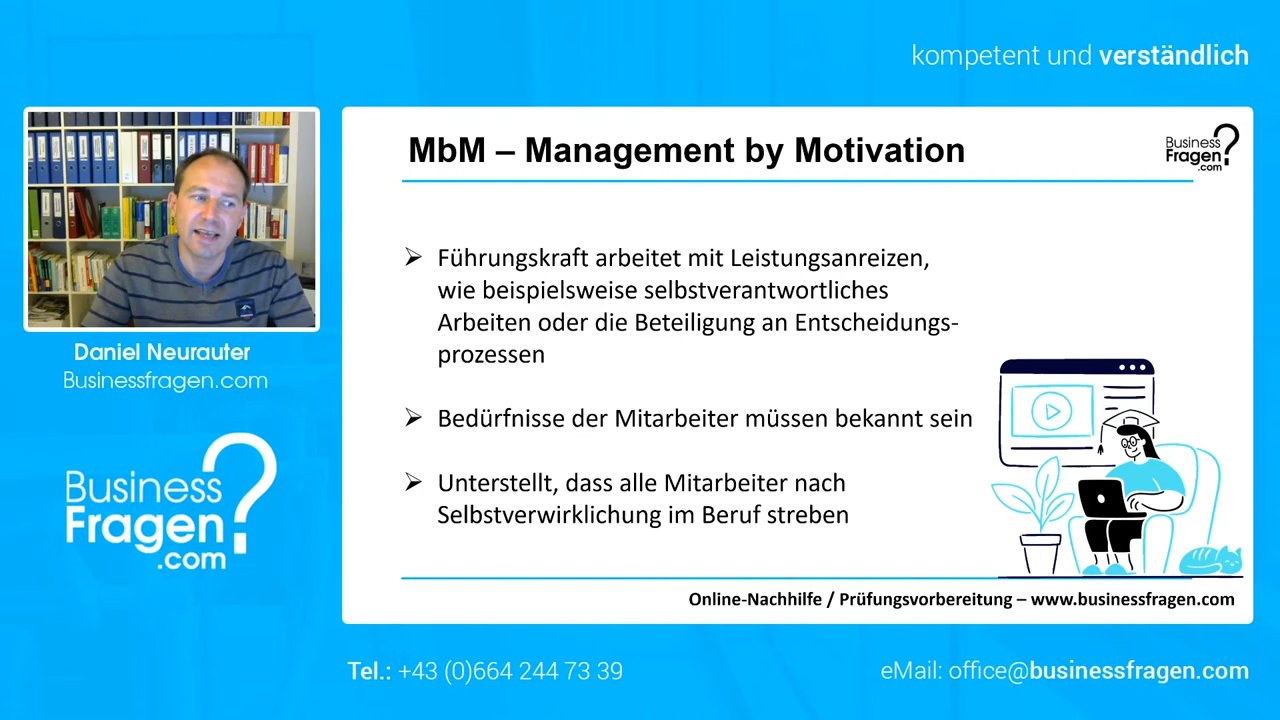 kompetent und verständlich
MbM – Management by Motivation
Business
Fragen?
.com
Führungskraft arbeitet mit Leistungsanreizen,
wie beispielsweise selbstverantwortliches
Arbeiten oder die Beteiligung an Entscheidungs-
prozessen
Bedürfnisse der Mitarbeiter müssen bekannt sein
Unterstellt, dass alle Mitarbeiter nach
Selbstverwirklichung im Beruf streben
Online-Nachhilfe / Prüfungsvorbereitung – www.businessfragen.com
Daniel Neurauter
Businessfragen.com
Business
Fragen?
.com
Tel.: +43 (0)664 244 73 39
eMail: office@businessfragen.com